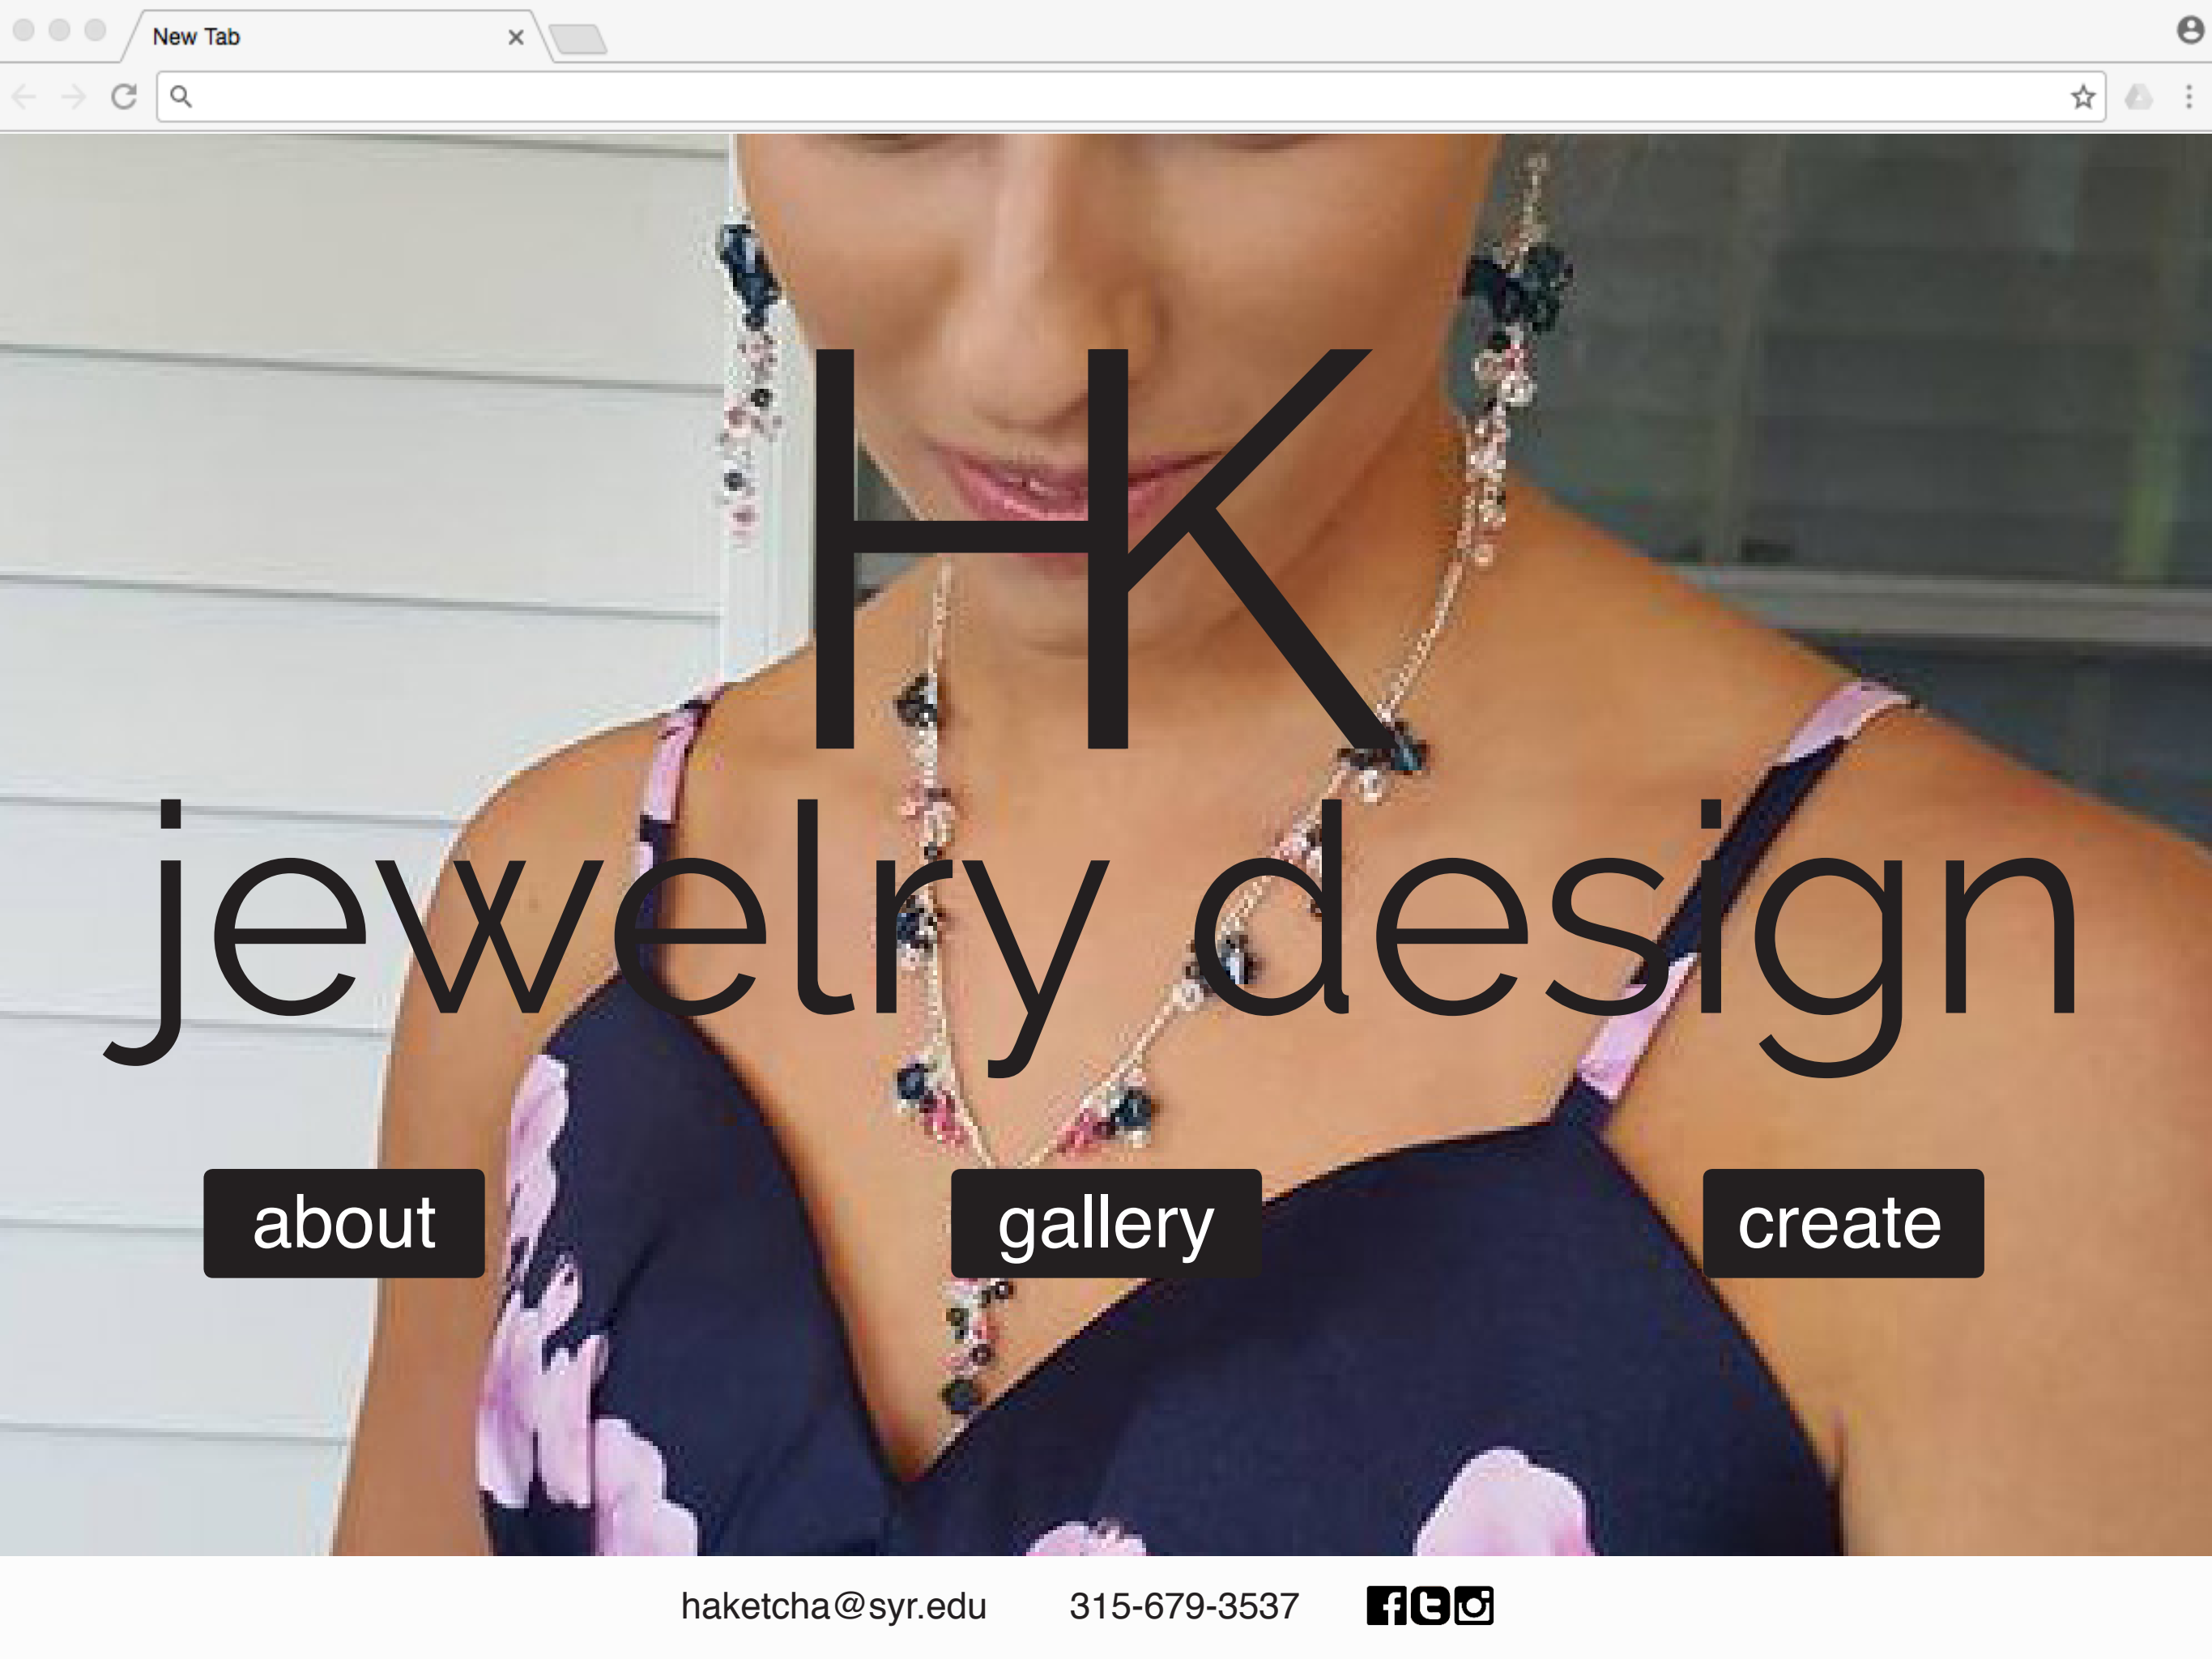 New Tab
HK
jewelry design
about
gallery
create
haketcha@syr.edu 315-679-3537